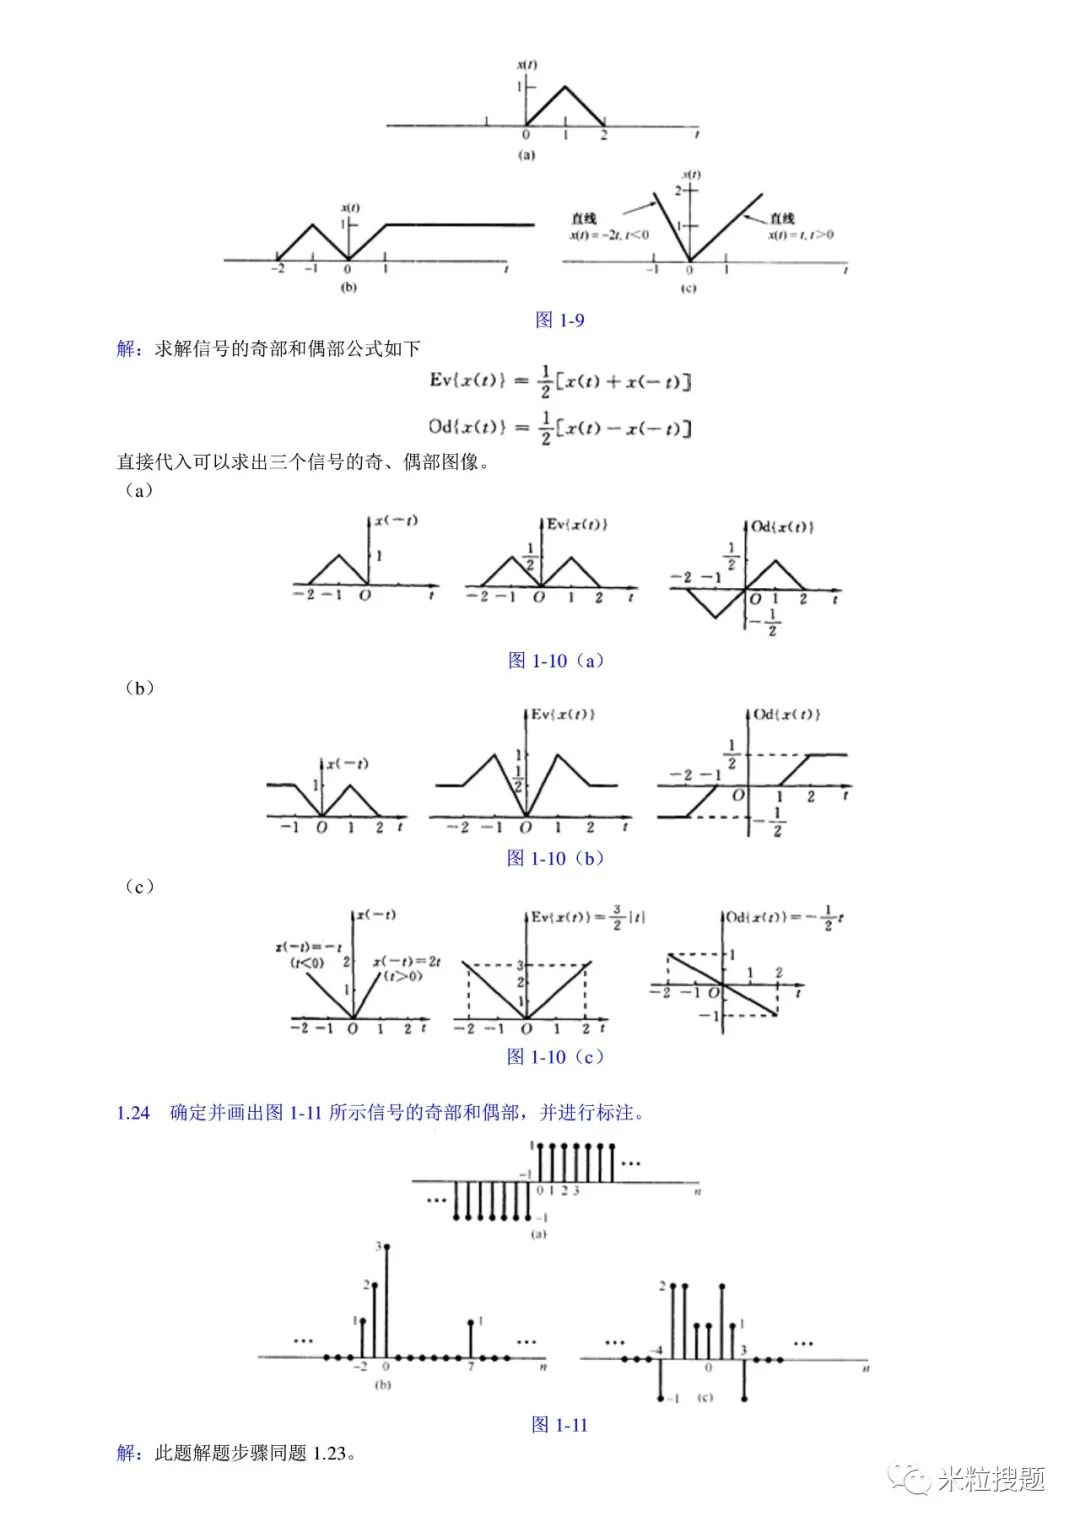 x(t)
1
0 1 2 t
(a)
x(t)
1
-2 -1 0 1 t
(b)
x(t)
2
1
直线
x(t) = -2t, t<0
直线
x(t) = t, t>0
-1 0 1 t
(c)
图 1-9
解：求解信号的奇部和偶部公式如下
Ev{x(t)} = 1/2[x(t) + x(-t)]
Od{x(t)} = 1/2[x(t) - x(-t)]
直接代入可以求出三个信号的奇、偶部图像。
（a）
x(-t)
1
-2 -1 O t
Ev{x(t)}
1/2
-2 -1 O 1 2 t
Od{x(t)}
1/2
-2 -1
O 1 2 t
-1/2
图 1-10（a）
（b）
x(-t)
1
-1 O 1 2 t
Ev{x(t)}
1
1/2
-2 -1 O 1 2 t
Od{x(t)}
1/2
-2 -1
O 1 2 t
-1/2
图 1-10（b）
（c）
x(-t)
x(-t)=-t
(t<0)
2
x(-t)=2t
(t>0)
1
-2 -1 O 1 2 t
Ev{x(t)}=3/2|t|
3
2
1
-2 -1 O 1 2 t
Od{x(t)}=-1/2t
1
1 2
-2 -1 O t
-1
图 1-10（c）
1.24 确定并画出图 1-11 所示信号的奇部和偶部，并进行标注。
1
-1
0 1 2 3 n
...
... -1
(a)
3
2
1 1
... ...
-2 0 7 n
(b)
2
1
... ...
-4 0 3 n
-1 (c)
图 1-11
解：此题解题步骤同题 1.23。
米粒搜题